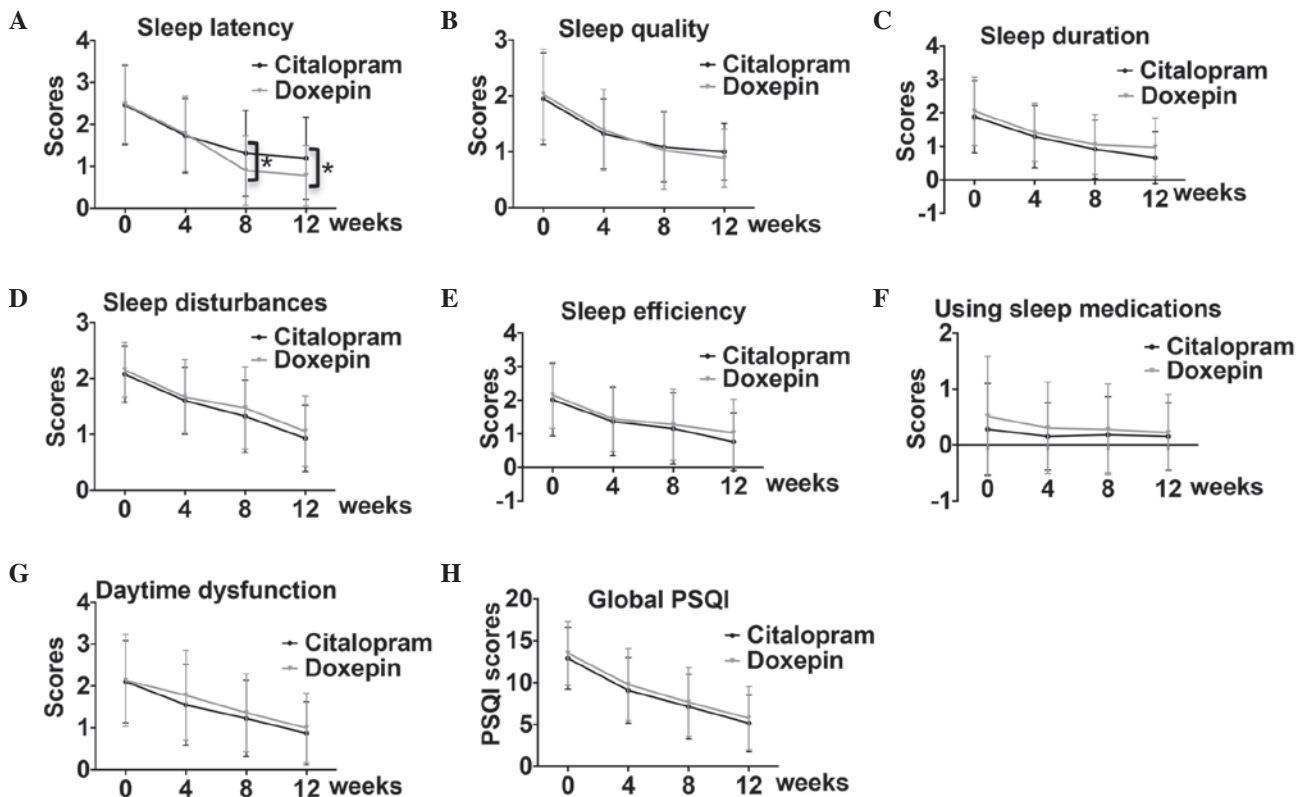 A
Sleep latency
4
3
2
1
0
Scores
Citalopram
Doxepin
*
*
0 4 8 12 weeks
B
Sleep quality
3
2
1
0
Scores
Citalopram
Doxepin
0 4 8 12 weeks
C
Sleep duration
4
3
2
1
0
-1
Scores
Citalopram
Doxepin
0 4 8 12 weeks
D
Sleep disturbances
3
2
1
0
Scores
Citalopram
Doxepin
0 4 8 12 weeks
E
Sleep efficiency
4
3
2
1
0
-1
Scores
Citalopram
Doxepin
0 4 8 12 weeks
F
Using sleep medications
2
1
0
-1
Scores
Citalopram
Doxepin
0 4 8 12 weeks
G
Daytime dysfunction
4
3
2
1
0
Scores
Citalopram
Doxepin
0 4 8 12 weeks
H
Global PSQI
20
15
10
5
0
PSQI scores
Citalopram
Doxepin
0 4 8 12 weeks